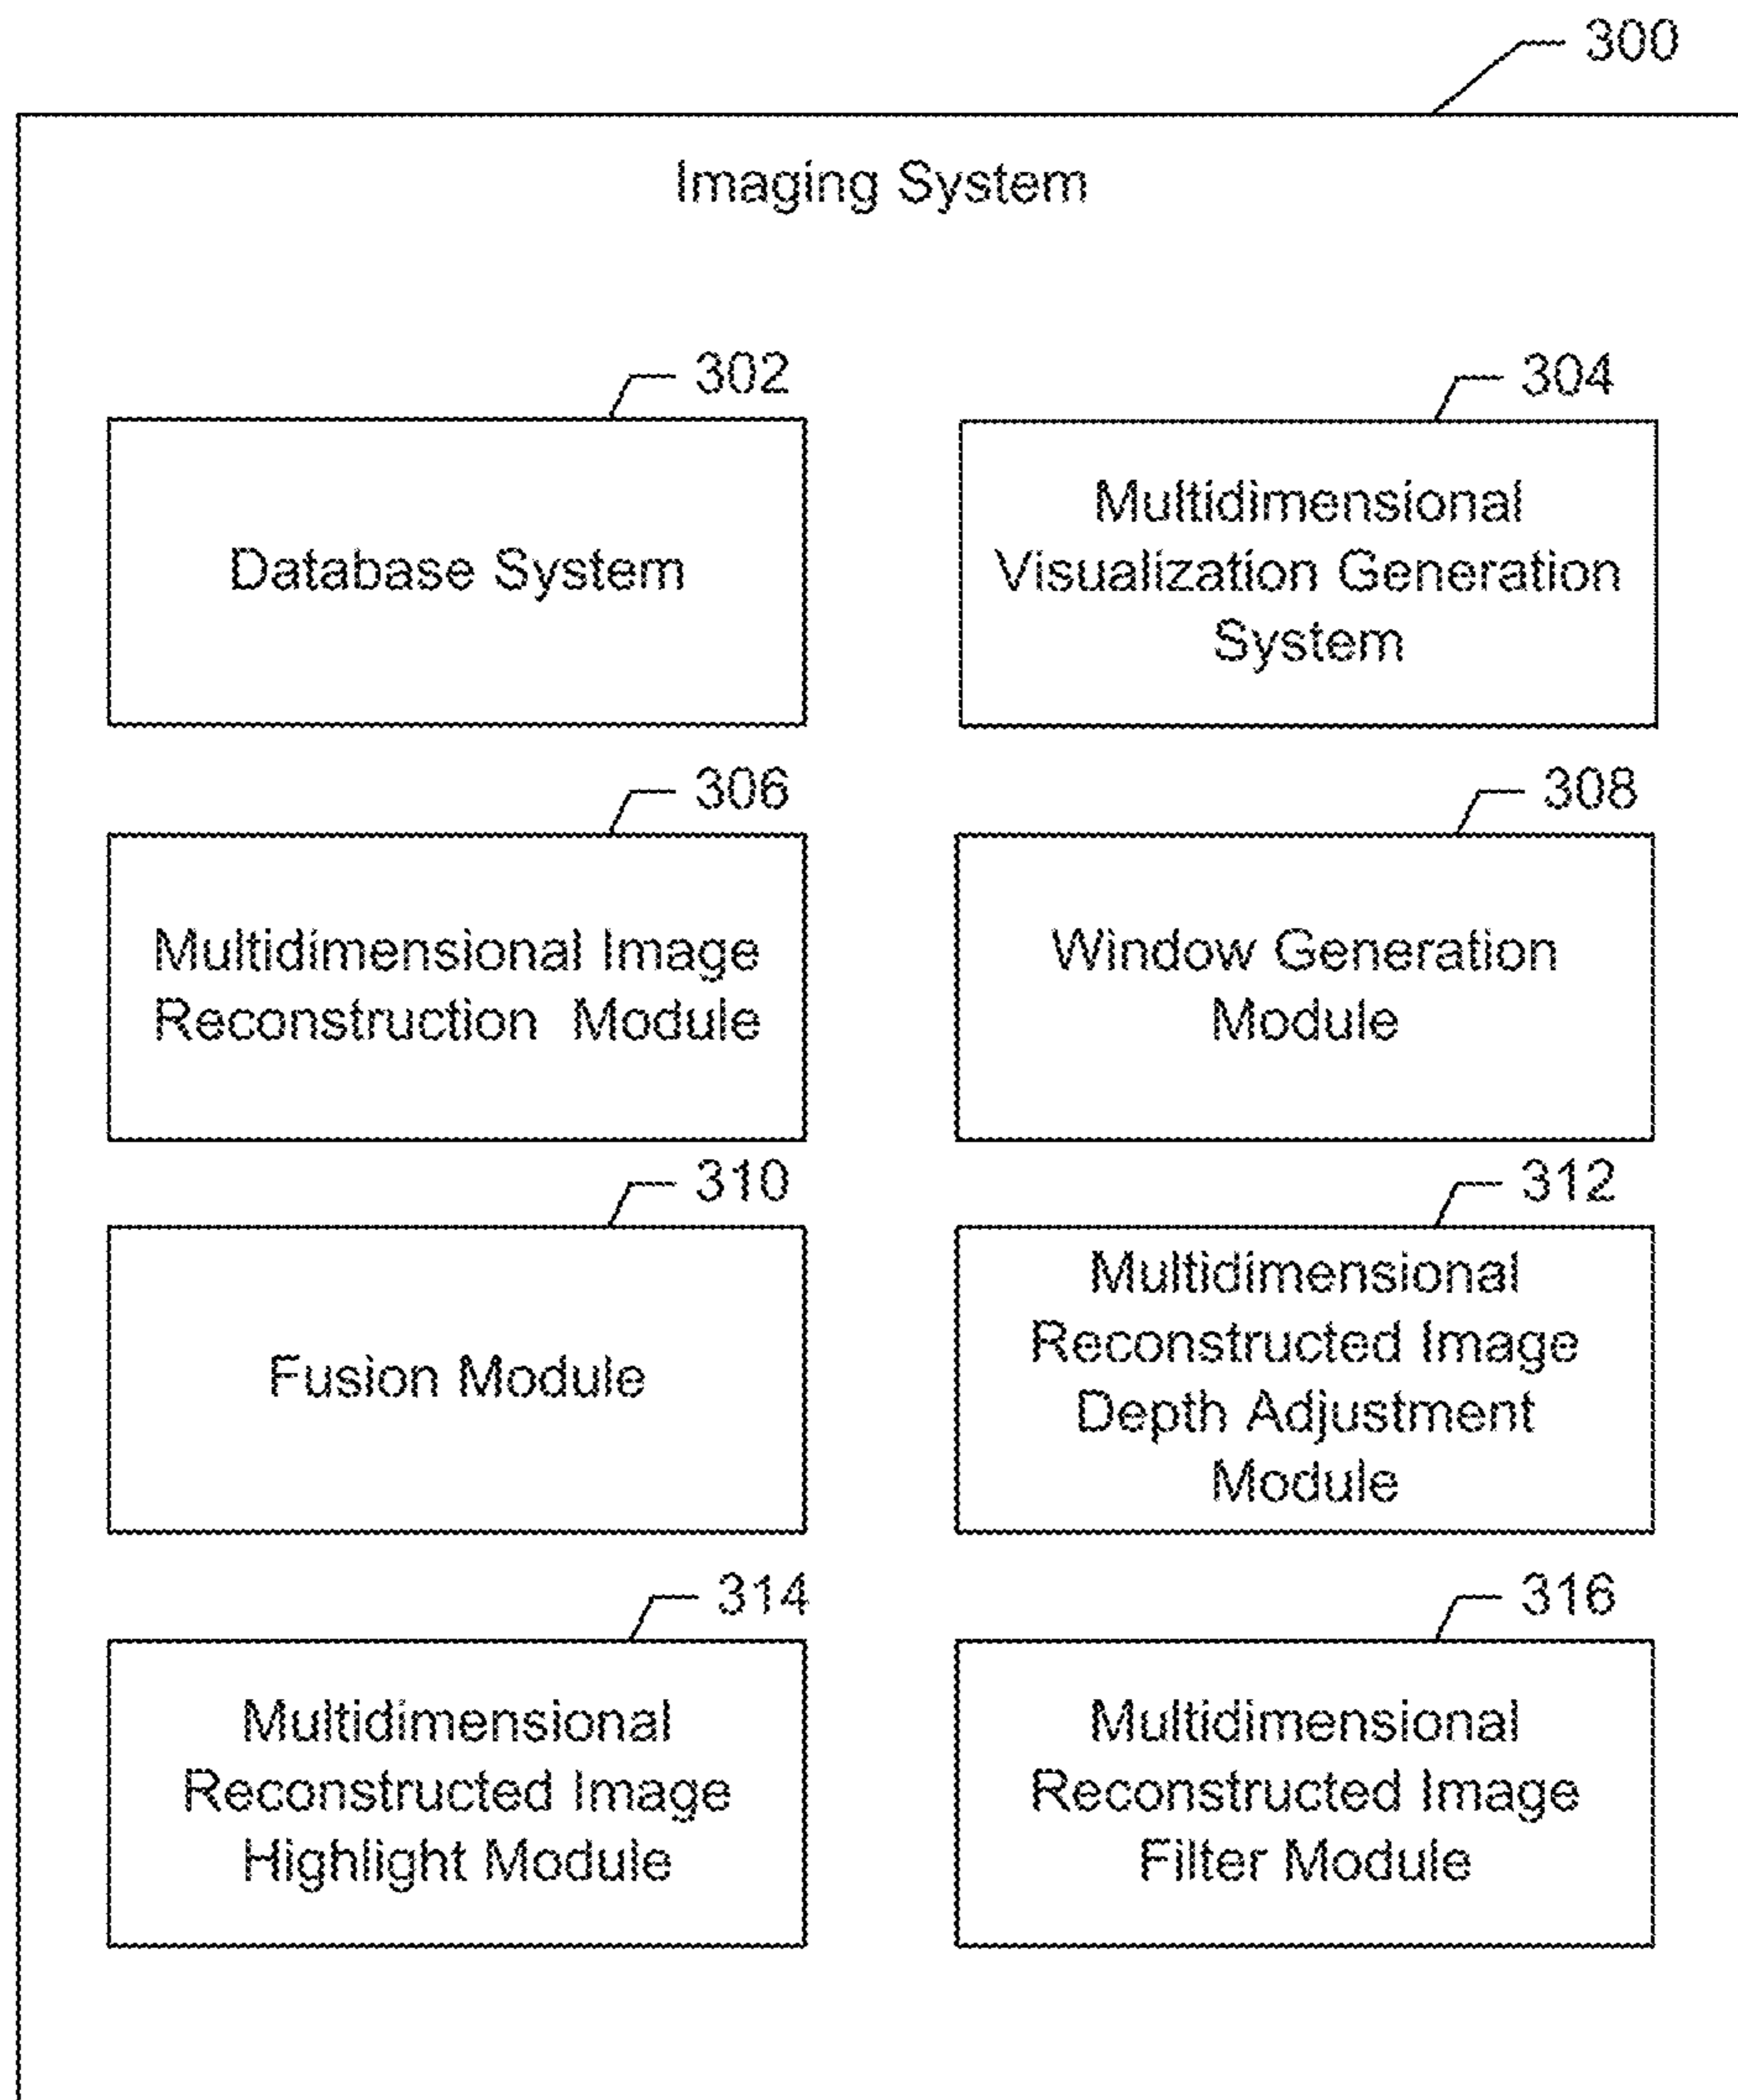 300
Imaging System
302
Database System
304
Multidimensional
Visualization Generation
System
306
Multidimensional Image
Reconstruction Module
308
Window Generation
Module
310
Fusion Module
312
Multidimensional
Reconstructed Image
Depth Adjustment
Module
314
Multidimensional
Reconstructed Image
Highlight Module
316
Multidimensional
Reconstructed Image
Filter Module